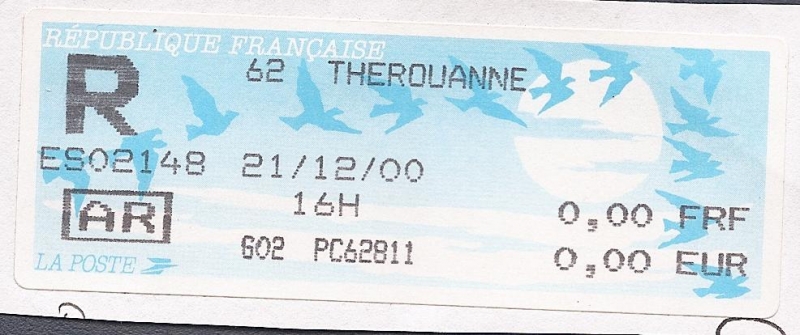 RÉPUBLIQUE FRANÇAISE
R 62 THEROUANNE
ES02148 21/12/00
16H
AR 0,00 FRF
G02 PC62811 0,00 EUR
LA POSTE